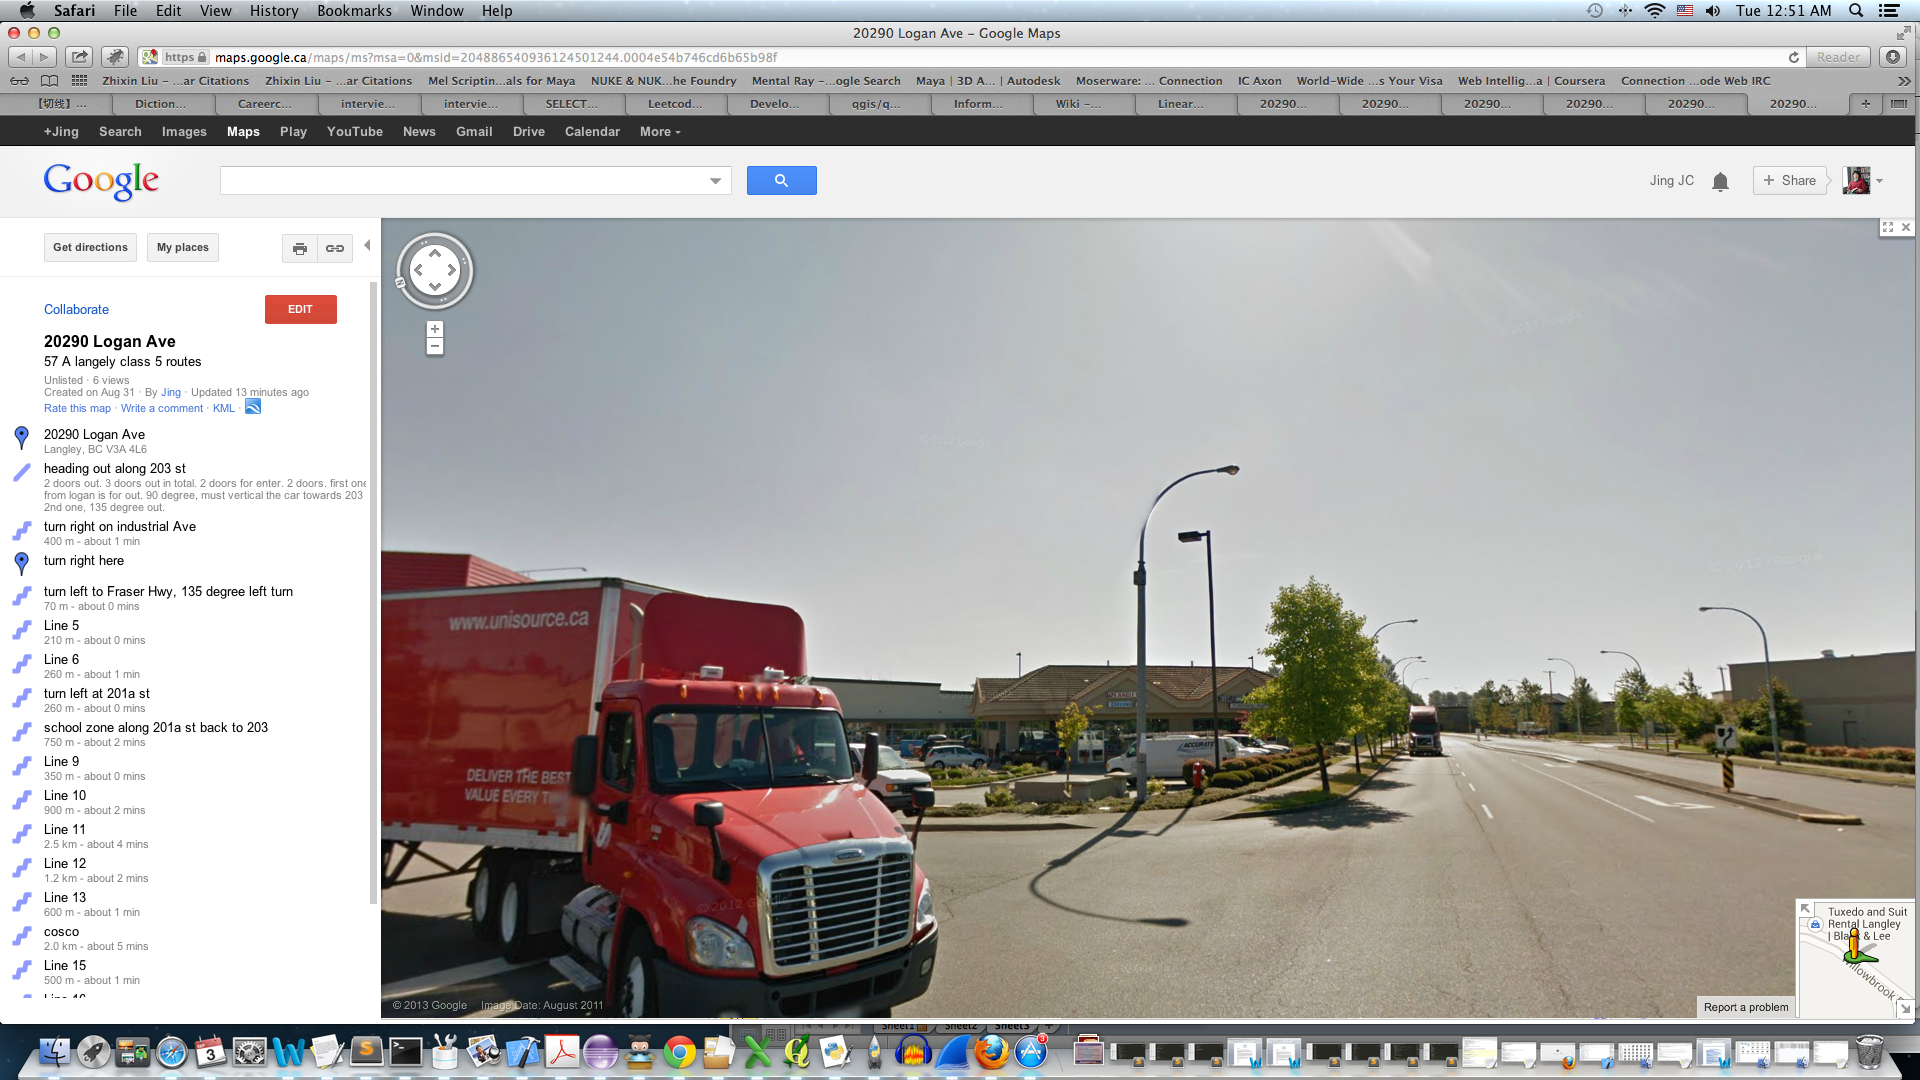 Safari File Edit View History Bookmarks Window Help
Tue 12:51 AM
20290 Logan Ave – Google Maps
https maps.google.ca/maps/ms?msa=0&msid=204886540936124501244.0004e54b746cd6b65b98f
Reader
Zhixin Liu - ...ar Citations Zhixin Liu - ...ar Citations Mel Scriptin...als for Maya NUKE & NUK...he Foundry Mental Ray -...ogle Search Maya | 3D A... | Autodesk Moserware: ... Connection IC Axon World-Wide ...s Your Visa Web Intellig...a | Coursera Connection ...ode Web IRC
【切线】... Diction... Careerc... intervie... intervie... SELECT... Leetcod... Develo... qgis/q... Inform... Wiki -... Linear... 20290... 20290... 20290... 20290... 20290... 20290...
+Jing Search Images Maps Play YouTube News Gmail Drive Calendar More
Google
Jing JC
+ Share
Get directions My places
Collaborate
EDIT
20290 Logan Ave
57 A langely class 5 routes
Unlisted · 6 views
Created on Aug 31 · By Jing · Updated 13 minutes ago
Rate this map · Write a comment · KML ·
20290 Logan Ave
Langley, BC V3A 4L6
heading out along 203 st
2 doors out. 3 doors out in total. 2 doors for enter. 2 doors. first one
from logan is for out. 90 degree, must vertical the car towards 203
2nd one, 135 degree out.
turn right on industrial Ave
400 m - about 1 min
turn right here
turn left to Fraser Hwy, 135 degree left turn
70 m - about 0 mins
Line 5
210 m - about 0 mins
Line 6
260 m - about 1 min
turn left at 201a st
260 m - about 0 mins
school zone along 201a st back to 203
750 m - about 2 mins
Line 9
350 m - about 0 mins
Line 10
900 m - about 2 mins
Line 11
2.5 km - about 4 mins
Line 12
1.2 km - about 2 mins
Line 13
600 m - about 1 min
cosco
2.0 km - about 5 mins
Line 15
500 m - about 1 min
Line 16
N
www.unisource.ca
DELIVER THE BEST
VALUE EVERY
ACCURATE
© 2012 Google
© 2013 Google Image Date: August 2011
Tuxedo and Suit
Rental Langley
| Black & Lee
Willowbrook
Report a problem
Sheet1 Sheet2 Sheet3
3
3